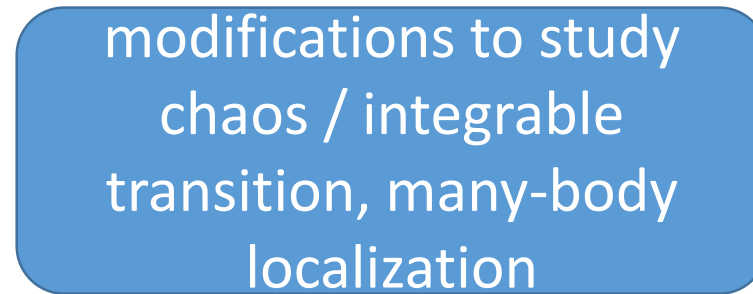 modifications to study
chaos / integrable
transition, many-body
localization